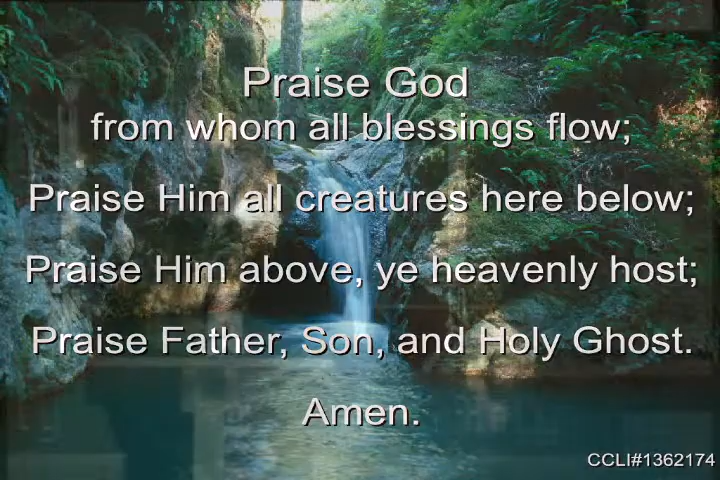 Praise God
from whom all blessings flow;
Praise Him all creatures here below;
Praise Him above, ye heavenly host;
Praise Father, Son, and Holy Ghost.
Amen.
CCLI#1362174